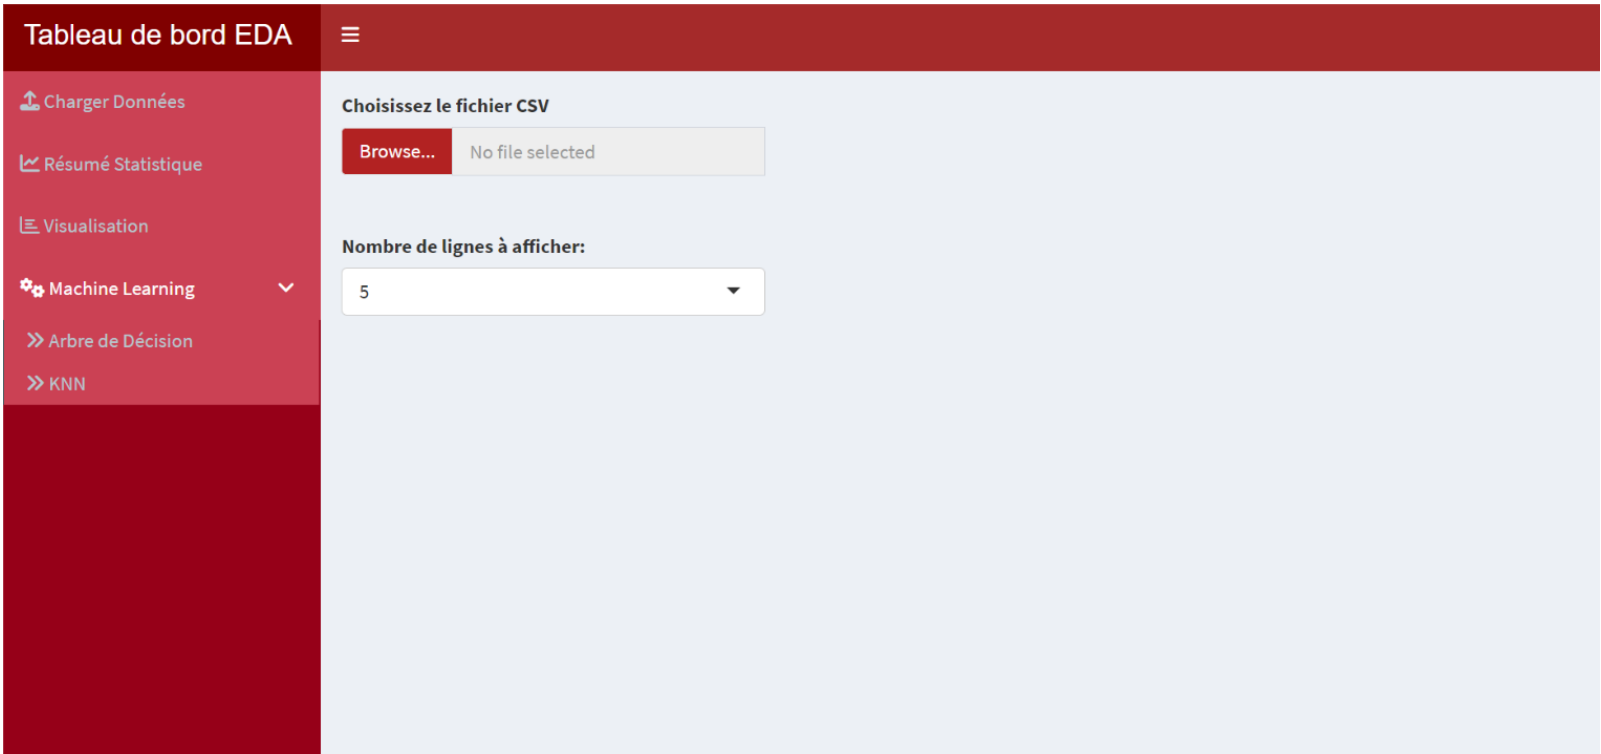 Tableau de bord EDA
Charger Données
Résumé Statistique
Visualisation
Machine Learning
Arbre de Décision
KNN
Choisissez le fichier CSV
Browse... No file selected
Nombre de lignes à afficher:
5